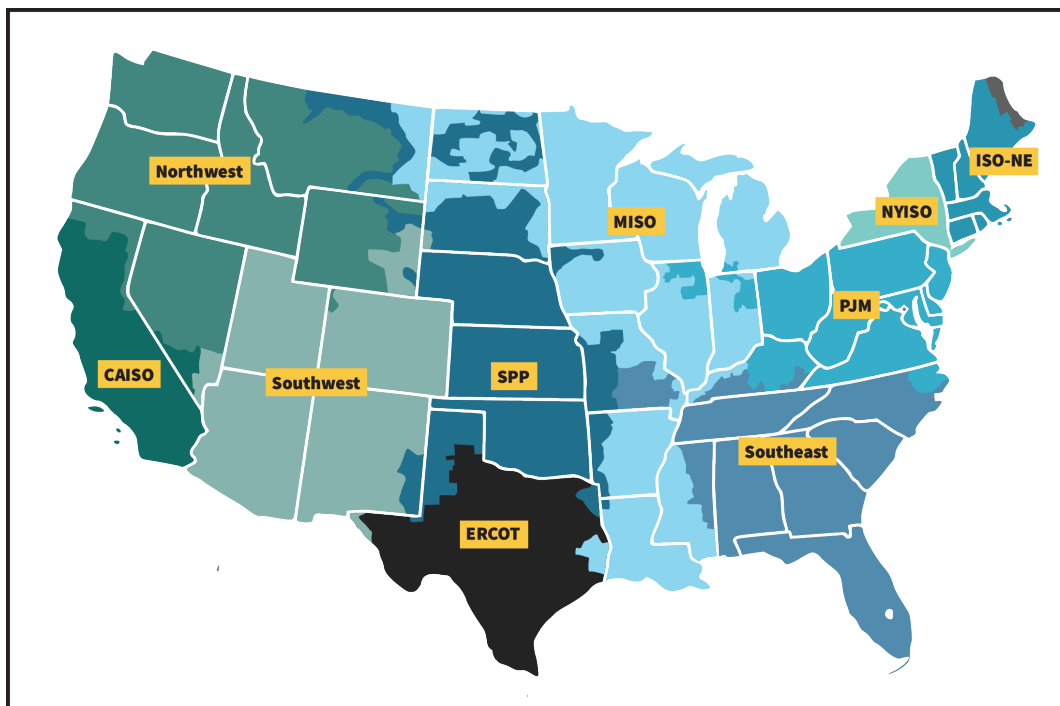 Northwest
ISO-NE
NYISO
MISO
PJM
CAISO
Southwest
SPP
Southeast
ERCOT